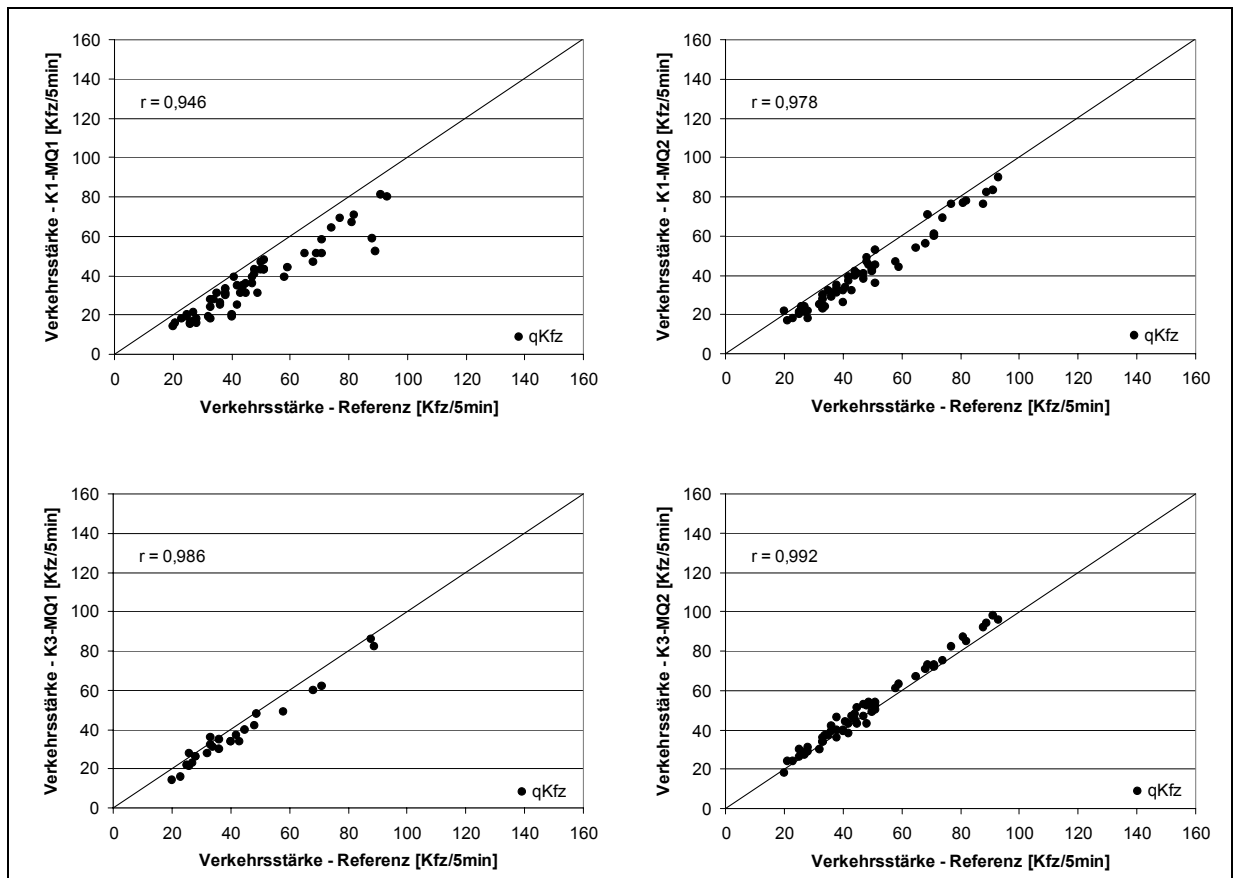 160
140
120
100
80
60
40
20
0
Verkehrsstärke - K1-MQ1 [Kfz/5min]
r = 0,946
qKfz
0 20 40 60 80 100 120 140 160
Verkehrsstärke - Referenz [Kfz/5min]
160
140
120
100
80
60
40
20
0
Verkehrsstärke - K1-MQ2 [Kfz/5min]
r = 0,978
qKfz
0 20 40 60 80 100 120 140 160
Verkehrsstärke - Referenz [Kfz/5min]
160
140
120
100
80
60
40
20
0
Verkehrsstärke - K3-MQ1 [Kfz/5min]
r = 0,986
qKfz
0 20 40 60 80 100 120 140 160
Verkehrsstärke - Referenz [Kfz/5min]
160
140
120
100
80
60
40
20
0
Verkehrsstärke - K3-MQ2 [Kfz/5min]
r = 0,992
qKfz
0 20 40 60 80 100 120 140 160
Verkehrsstärke - Referenz [Kfz/5min]